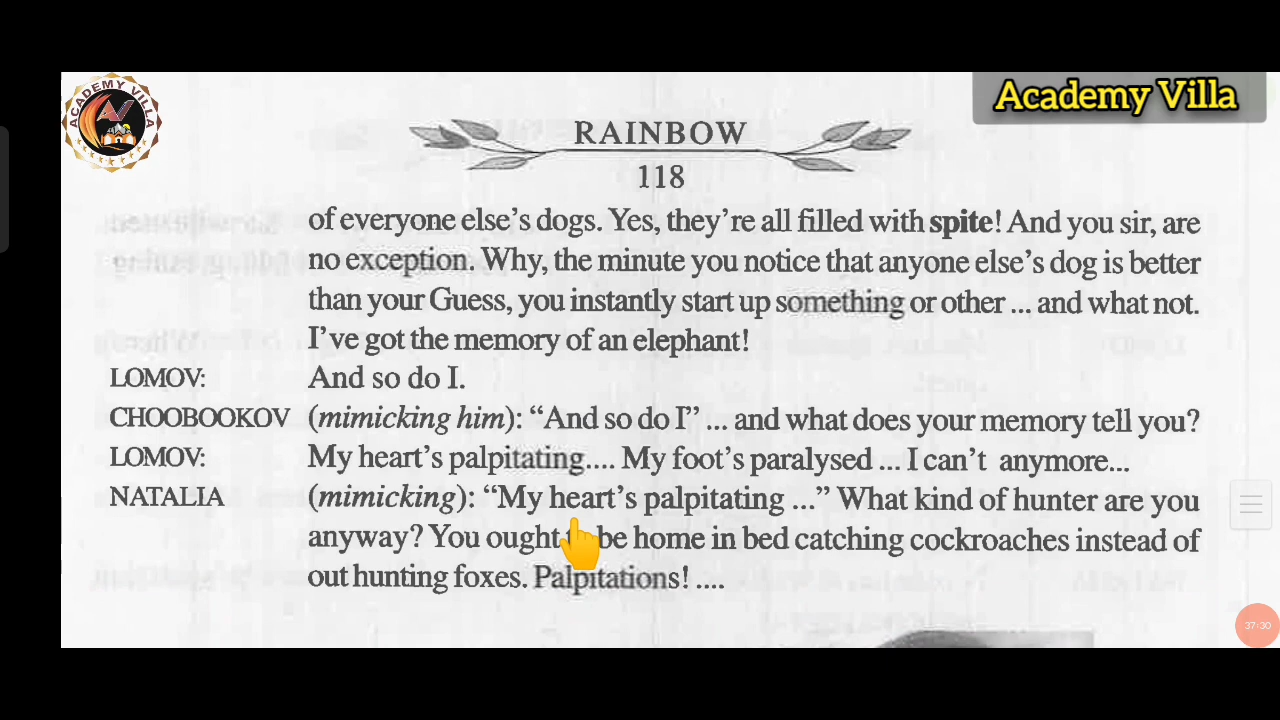 ACADEMY VILLA
AV
Academy Villa
RAINBOW
118
of everyone else's dogs. Yes, they're all filled with spite! And you sir, are
no exception. Why, the minute you notice that anyone else's dog is better
than your Guess, you instantly start up something or other ... and what not.
I've got the memory of an elephant!
LOMOV: And so do I.
CHOOBOOKOV (mimicking him): “And so do I” ... and what does your memory tell you?
LOMOV: My heart's palpitating.... My foot's paralysed ... I can't anymore...
NATALIA (mimicking): “My heart's palpitating ...” What kind of hunter are you
anyway? You ought be home in bed catching cockroaches instead of
out hunting foxes. Palpitations! ....
37:30